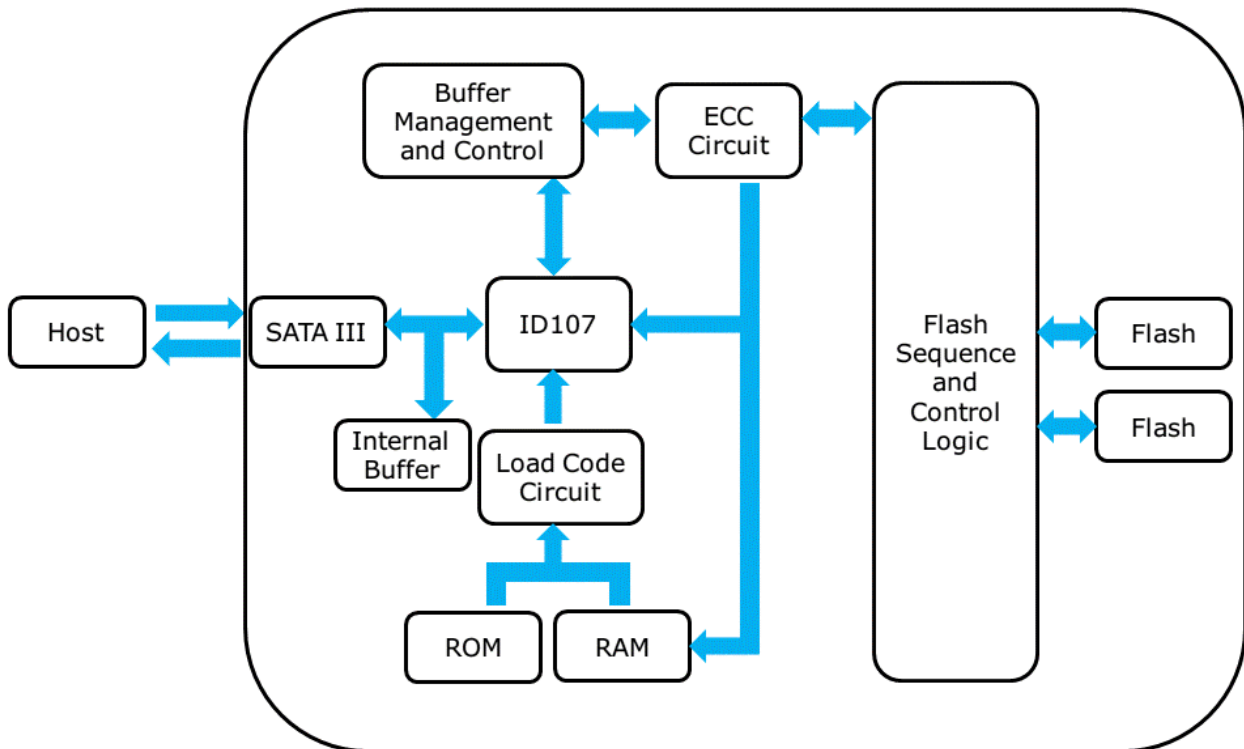 Buffer
Management
and Control
ECC
Circuit
Host
SATA III
ID107
Flash
Sequence
and
Control
Logic
Flash
Flash
Internal
Buffer
Load Code
Circuit
ROM
RAM